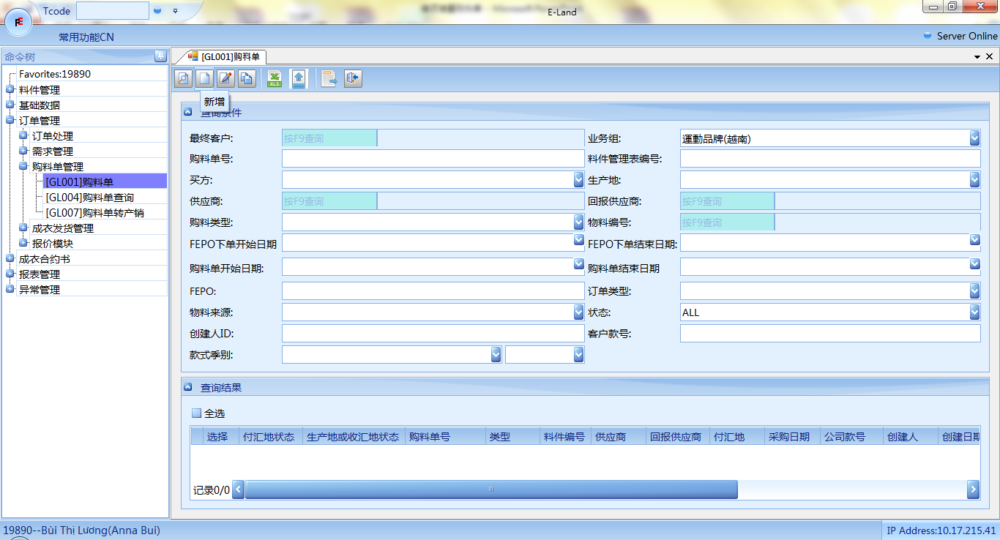 Tcode
E-Land
常用功能CN
Server Online
命令树
[GL001]购料单
Favorites:19890
料件管理
基础数据
订单管理
订单处理
需求管理
购料单管理
[GL001]购料单
[GL004]购料单查询
[GL007]购料单转产销
成衣发货管理
报价模块
成衣合约书
报表管理
异常管理
XLS
新增
查询条件
最终客户: 按F9查询 业务组: 運動品牌(越南)
购料单号: 料件管理表编号:
买方: 生产地:
供应商: 按F9查询 回报供应商: 按F9查询
购料类型: 物料编号: 按F9查询
FEPO下单开始日期 FEPO下单结束日期:
购料单开始日期: 购料单结束日期
FEPO: 订单类型:
物料来源: 状态: ALL
创建人ID: 客户款号:
款式季别:
查询结果
全选
选择 付汇地状态 生产地或收汇地状态 购料单号 类型 料件编号 供应商 回报供应商 付汇地 采购日期 公司款号 创建人 创建日期
记录0/0
19890--Bùi Thị Lương(Anna Bui) IP Address:10.17.215.41